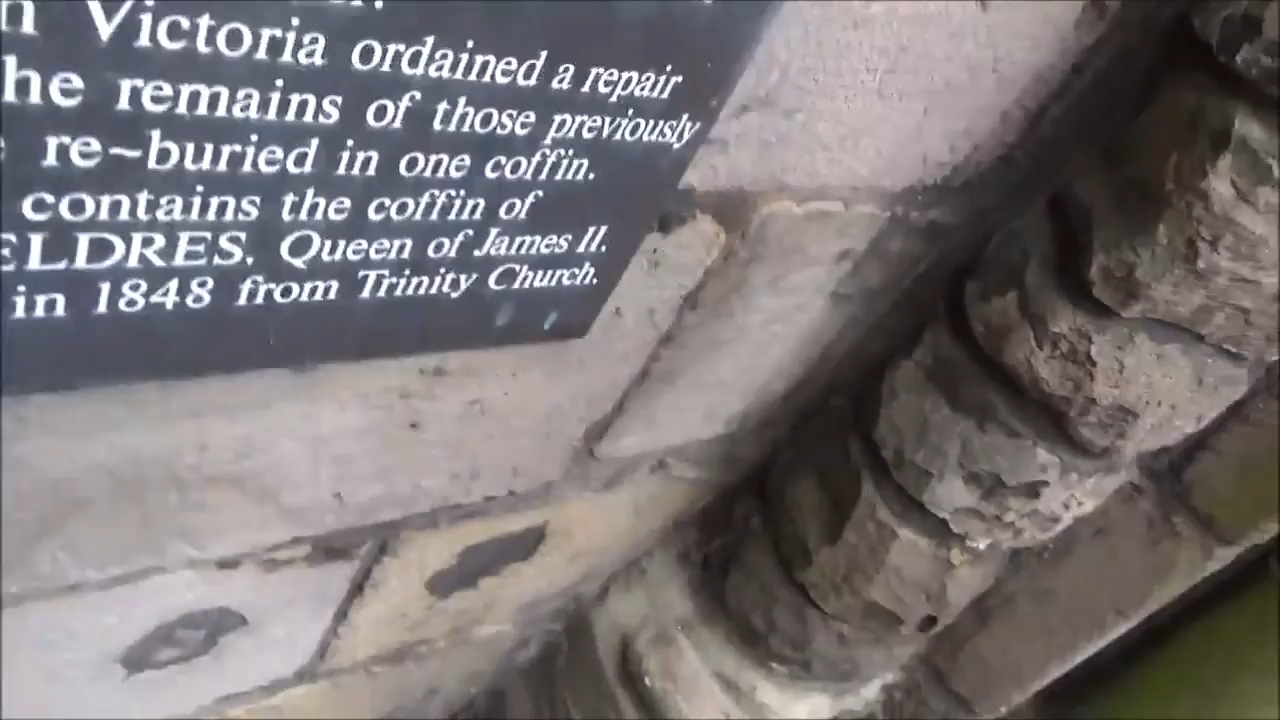 Victoria ordained a repair
he remains of those previously
re-buried in one coffin.
contains the coffin of
ELDRES, Queen of James II.
in 1848 from Trinity Church.